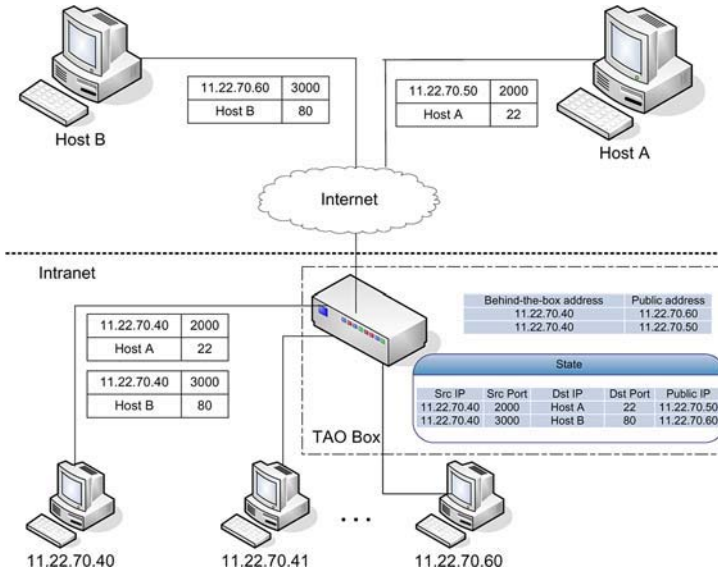 11.22.70.60 3000
Host B 80
11.22.70.50 2000
Host A 22
Host B
Host A
Internet
Intranet
Behind-the-box address Public address
11.22.70.40 11.22.70.60
11.22.70.40 11.22.70.50
11.22.70.40 2000
Host A 22
11.22.70.40 3000
Host B 80
State
Src IP Src Port Dst IP Dst Port Public IP
11.22.70.40 2000 Host A 22 11.22.70.50
11.22.70.40 3000 Host B 80 11.22.70.60
TAO Box
. . .
11.22.70.40 11.22.70.41 11.22.70.60